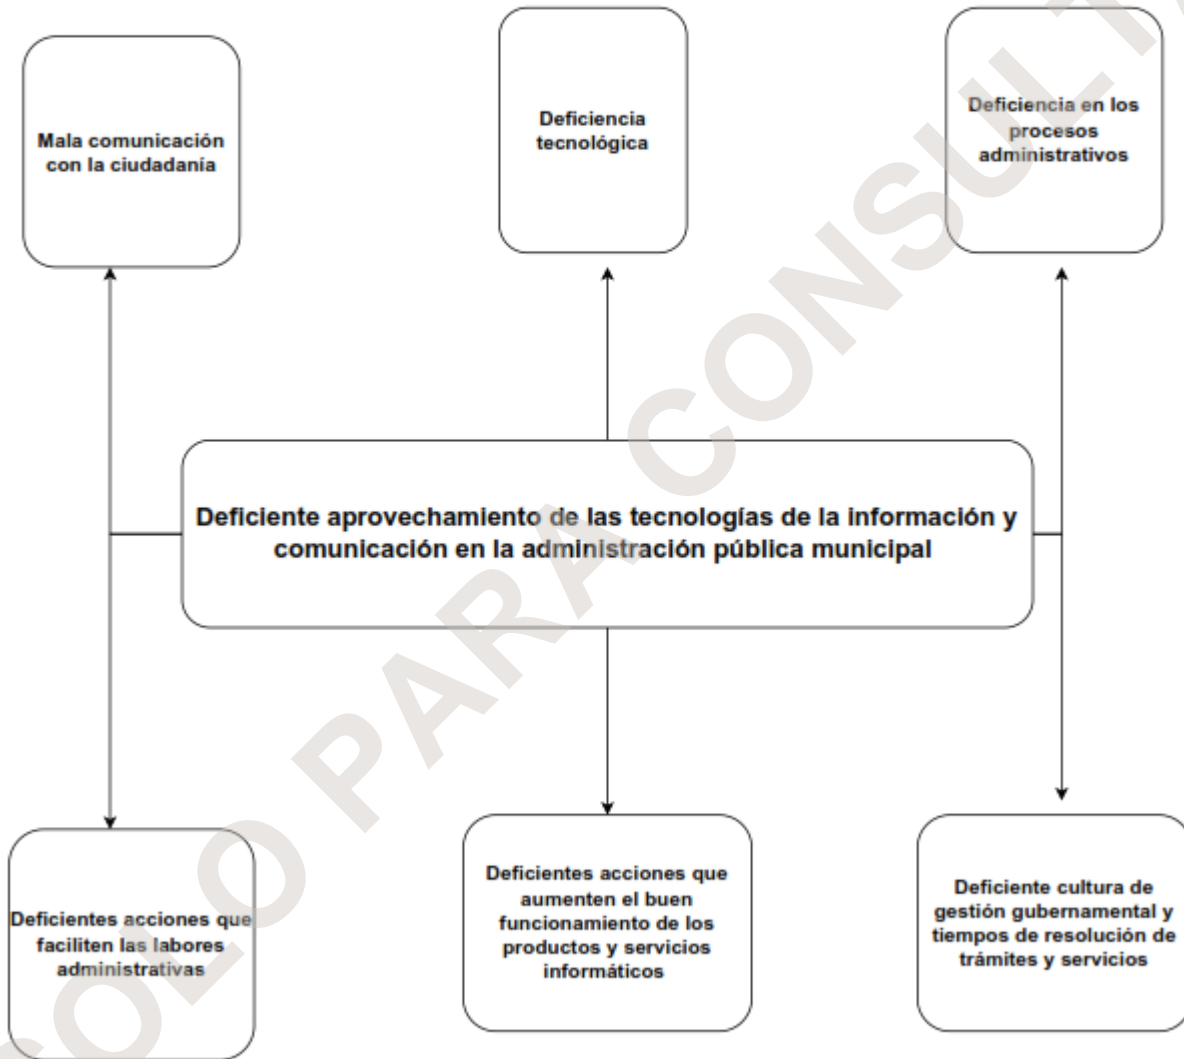 Mala comunicación
con la ciudadanía
Deficiencia
tecnológica
Deficiencia en los
procesos
administrativos
Deficiente aprovechamiento de las tecnologías de la información y
comunicación en la administración pública municipal
Deficientes acciones que
faciliten las labores
administrativas
Deficientes acciones que
aumenten el buen
funcionamiento de los
productos y servicios
informáticos
Deficiente cultura de
gestión gubernamental y
tiempos de resolución de
trámites y servicios
SOLO PARA CONSULTA